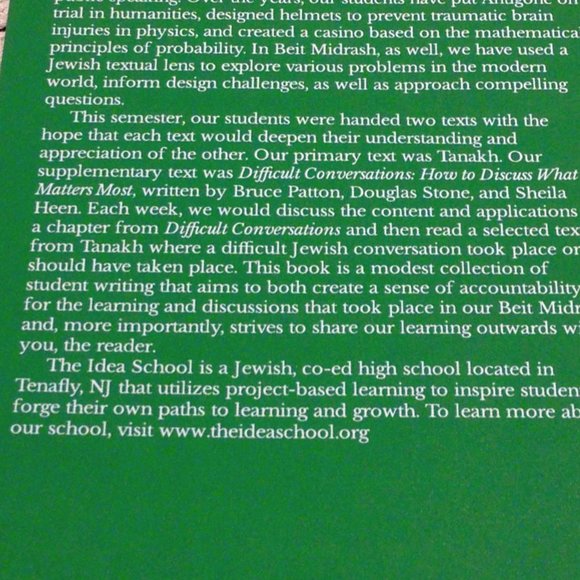 public speaking. Over the years, our students have put Antigone on
trial in humanities, designed helmets to prevent traumatic brain
injuries in physics, and created a casino based on the mathematical
principles of probability. In Beit Midrash, as well, we have used a
Jewish textual lens to explore various problems in the modern
world, inform design challenges, as well as approach compelling
questions.
This semester, our students were handed two texts with the
hope that each text would deepen their understanding and
appreciation of the other. Our primary text was Tanakh. Our
supplementary text was Difficult Conversations: How to Discuss What
Matters Most, written by Bruce Patton, Douglas Stone, and Sheila
Heen. Each week, we would discuss the content and applications
a chapter from Difficult Conversations and then read a selected tex
from Tanakh where a difficult Jewish conversation took place or
should have taken place. This book is a modest collection of
student writing that aims to both create a sense of accountability
for the learning and discussions that took place in our Beit Midr
and, more importantly, strives to share our learning outwards wi
you, the reader.
The Idea School is a Jewish, co-ed high school located in
Tenafly, NJ that utilizes project-based learning to inspire studen
forge their own paths to learning and growth. To learn more ab
our school, visit www.theideaschool.org